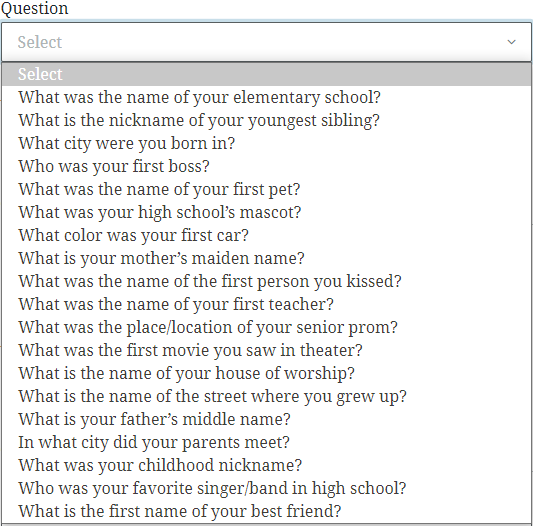 Question
Select
Select
What was the name of your elementary school?
What is the nickname of your youngest sibling?
What city were you born in?
Who was your first boss?
What was the name of your first pet?
What was your high school’s mascot?
What color was your first car?
What is your mother’s maiden name?
What was the name of the first person you kissed?
What was the name of your first teacher?
What was the place/location of your senior prom?
What was the first movie you saw in theater?
What is the name of your house of worship?
What is the name of the street where you grew up?
What is your father’s middle name?
In what city did your parents meet?
What was your childhood nickname?
Who was your favorite singer/band in high school?
What is the first name of your best friend?